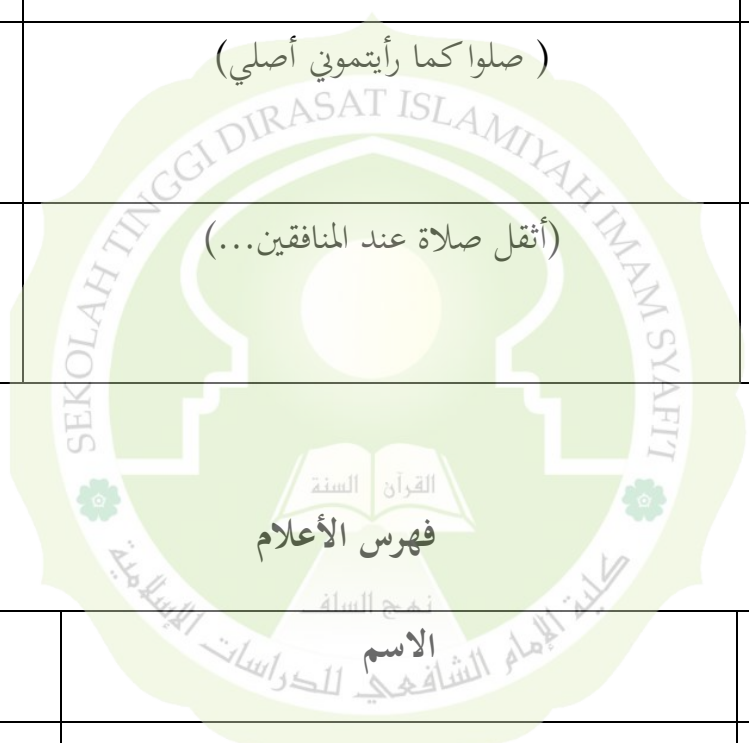 ( صلوا كما رأيتموني أصلي)
SEKOLAH TINGGI DIRASAT ISLAMIYAH IMAM SYAFI'I
(أثقل صلاة عند المنافقين...)
القرآن السنة
فهرس الأعلام
نهج السلف
الاسم
كلية الإمام الشافعي للدراسات الإسلامية